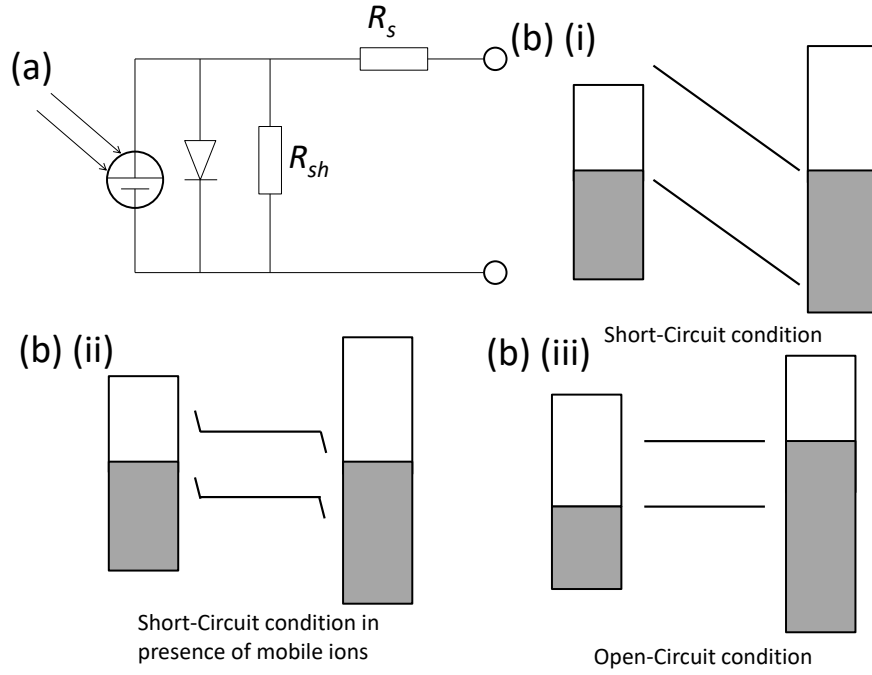 (a)
R_s
R_sh
(b) (i)
Short-Circuit condition
(b) (ii)
Short-Circuit condition in
presence of mobile ions
(b) (iii)
Open-Circuit condition